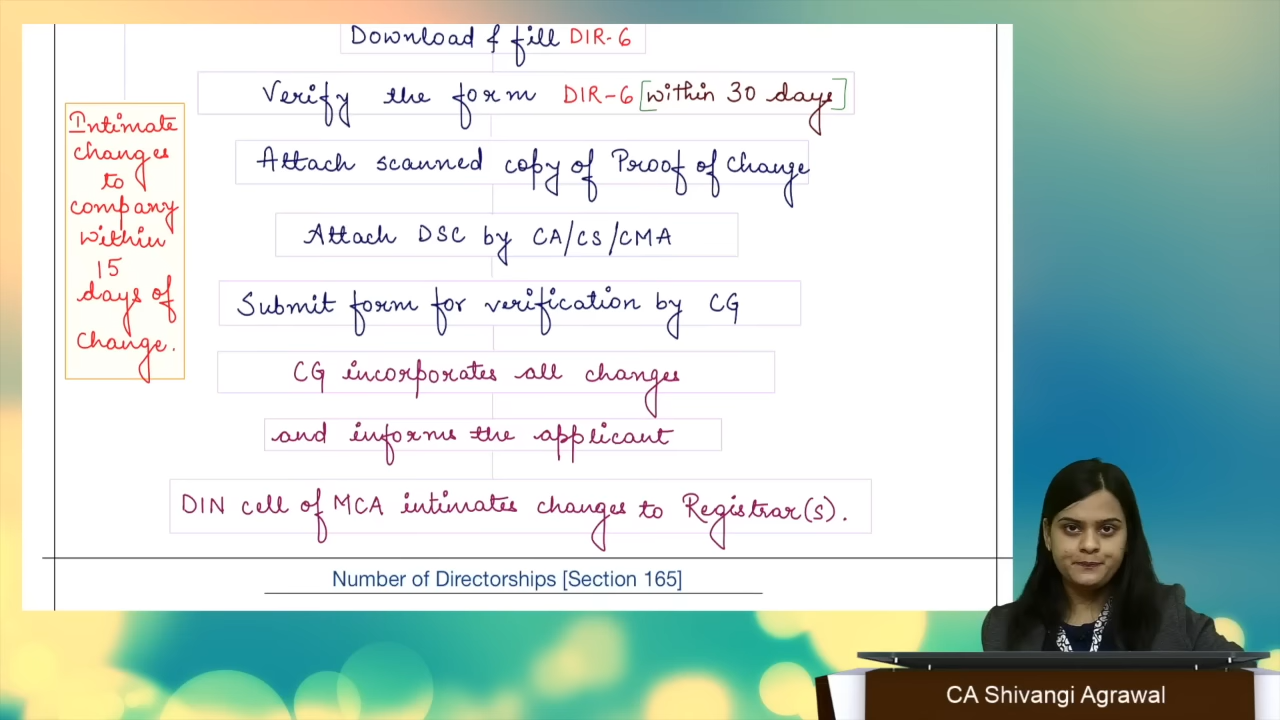 Download & fill DIR-6
Verify the form DIR-6 [within 30 days]
Intimate
changes
to
company
within
15
days of
change.
Attach scanned copy of Proof of change
Attach DSC by CA/CS/CMA
Submit form for verification by CG
CG incorporates all changes
and informs the applicant
DIN cell of MCA intimates changes to Registrar(s).
Number of Directorships [Section 165]
CA Shivangi Agrawal